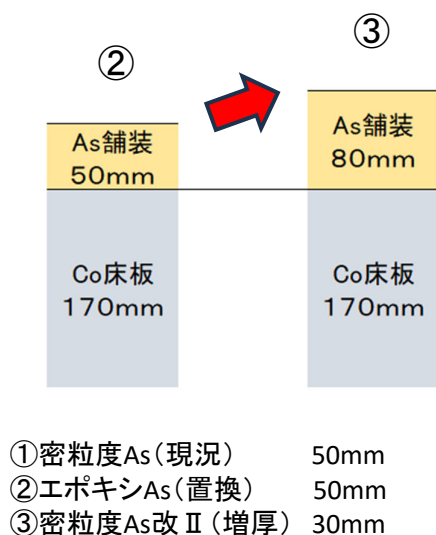 ②
③
As舗装
50mm
As舗装
80mm
Co床板
170mm
Co床板
170mm
①密粒度As(現況) 50mm
②エポキシAs(置換) 50mm
③密粒度As改Ⅱ(増厚) 30mm